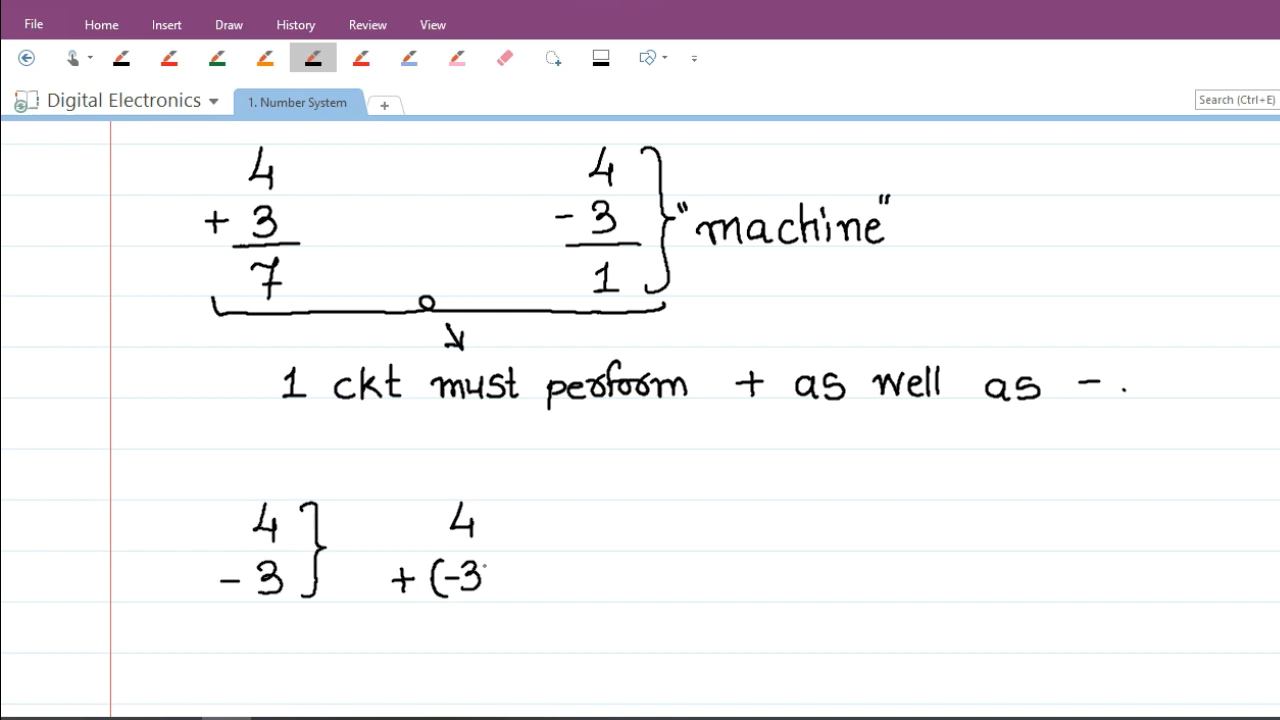 File Home Insert Draw History Review View
Digital Electronics 1. Number System + Search (Ctrl+E)
4 4
+ 3 - 3 "machine"
7 1
1 ckt must perform + as well as - .
4 4
- 3 + (-3